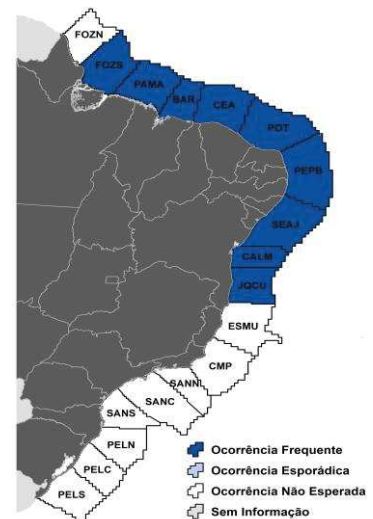 FOZN
FOZS
PAMA
BAR
CEA
POT
PEPB
SEAJ
CALM
JQCU
ESMU
CMP
SANN
SANC
SANS
PELN
PELC
PELS
Ocorrência Frequente
Ocorrência Esporádica
Ocorrência Não Esperada
Sem Informação